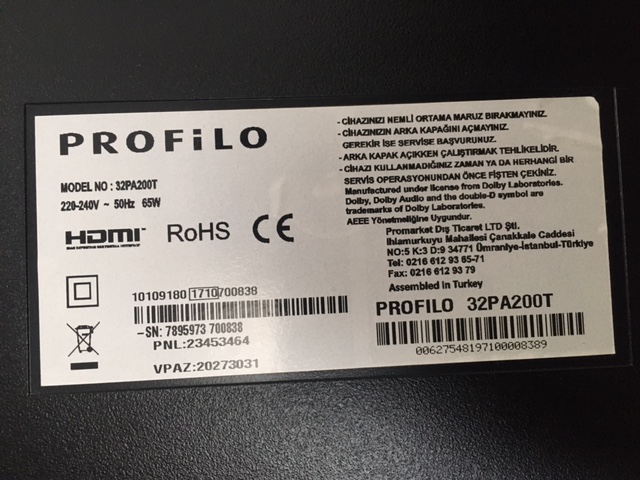 PROFiLO
MODEL NO : 32PA200T
220-240V ~ 50Hz 65W
HDMI RoHS CE
10109180 1710 700838
-SN: 7895973 700838
PNL:23453464
VPAZ:20273031
- CİHAZINIZI NEMLİ ORTAMA MARUZ BIRAKMAYINIZ.
- CİHAZINIZIN ARKA KAPAĞINI AÇMAYINIZ.
GEREKİR İSE SERVİSE BAŞVURUNUZ.
- ARKA KAPAK AÇIKKEN ÇALIŞTIRMAK TEHLİKELİDİR.
- CİHAZI KULLANMADIĞINIZ ZAMAN YA DA HERHANGİ BİR
SERVİS OPERASYONUNDAN ÖNCE FİŞTEN ÇEKİNİZ.
Manufactured under license from Dolby Laboratories.
Dolby, Dolby Audio and the double-D symbol are
trademarks of Dolby Laboratories.
AEEE Yönetmeliğine Uygundur.
Promarket Dış Ticaret LTD Şti.
Ihlamurkuyu Mahallesi Çanakkale Caddesi
NO:5 K:3 D:9 34771 Ümraniye-İstanbul-Türkiye
Tel: 0216 612 93 65-71
Fax: 0216 612 93 79
Assembled in Turkey
PROFILO 32PA200T
00627548197100008389